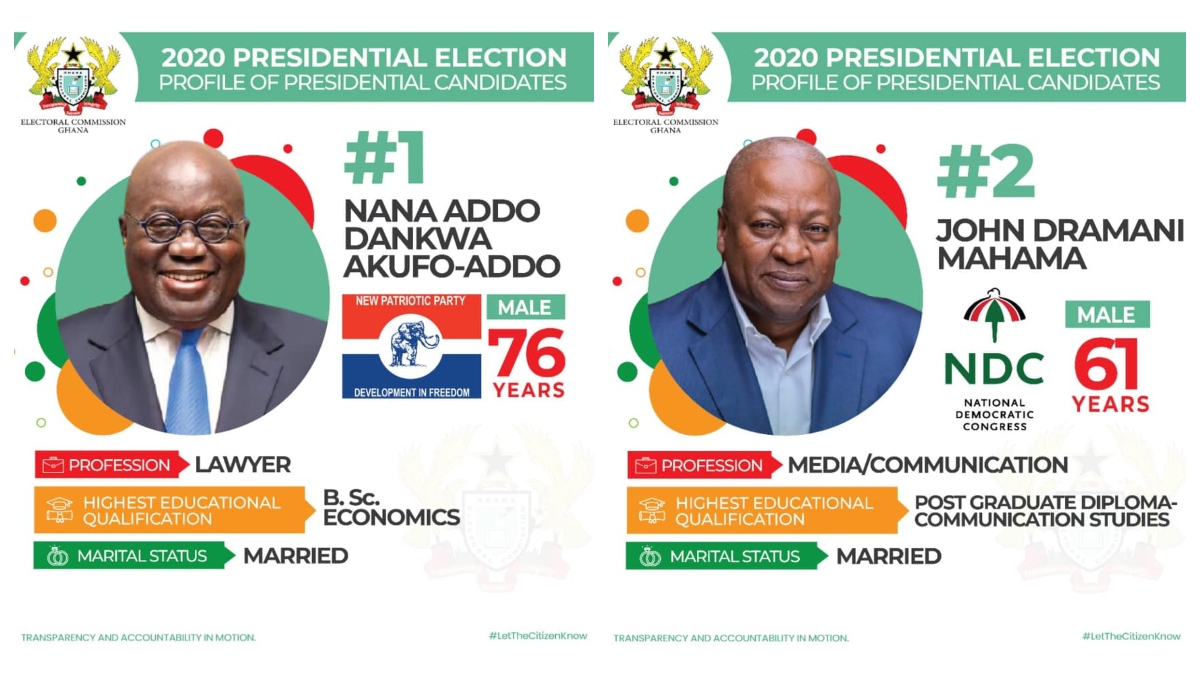 2020 PRESIDENTIAL ELECTION
PROFILE OF PRESIDENTIAL CANDIDATES
ELECTORAL COMMISSION
GHANA
#1
NANA ADDO
DANKWA
AKUFO-ADDO
NEW PATRIOTIC PARTY
DEVELOPMENT IN FREEDOM
MALE
76
YEARS
PROFESSION
LAWYER
HIGHEST EDUCATIONAL
QUALIFICATION
B. Sc.
ECONOMICS
MARITAL STATUS
MARRIED
TRANSPARENCY AND ACCOUNTABILITY IN MOTION.
#LetTheCitizenKnow
2020 PRESIDENTIAL ELECTION
PROFILE OF PRESIDENTIAL CANDIDATES
ELECTORAL COMMISSION
GHANA
#2
JOHN DRAMANI
MAHAMA
NDC
NATIONAL
DEMOCRATIC
CONGRESS
MALE
61
YEARS
PROFESSION
MEDIA/COMMUNICATION
HIGHEST EDUCATIONAL
QUALIFICATION
POST GRADUATE DIPLOMA-
COMMUNICATION STUDIES
MARITAL STATUS
MARRIED
TRANSPARENCY AND ACCOUNTABILITY IN MOTION.
#LetTheCitizenKnow